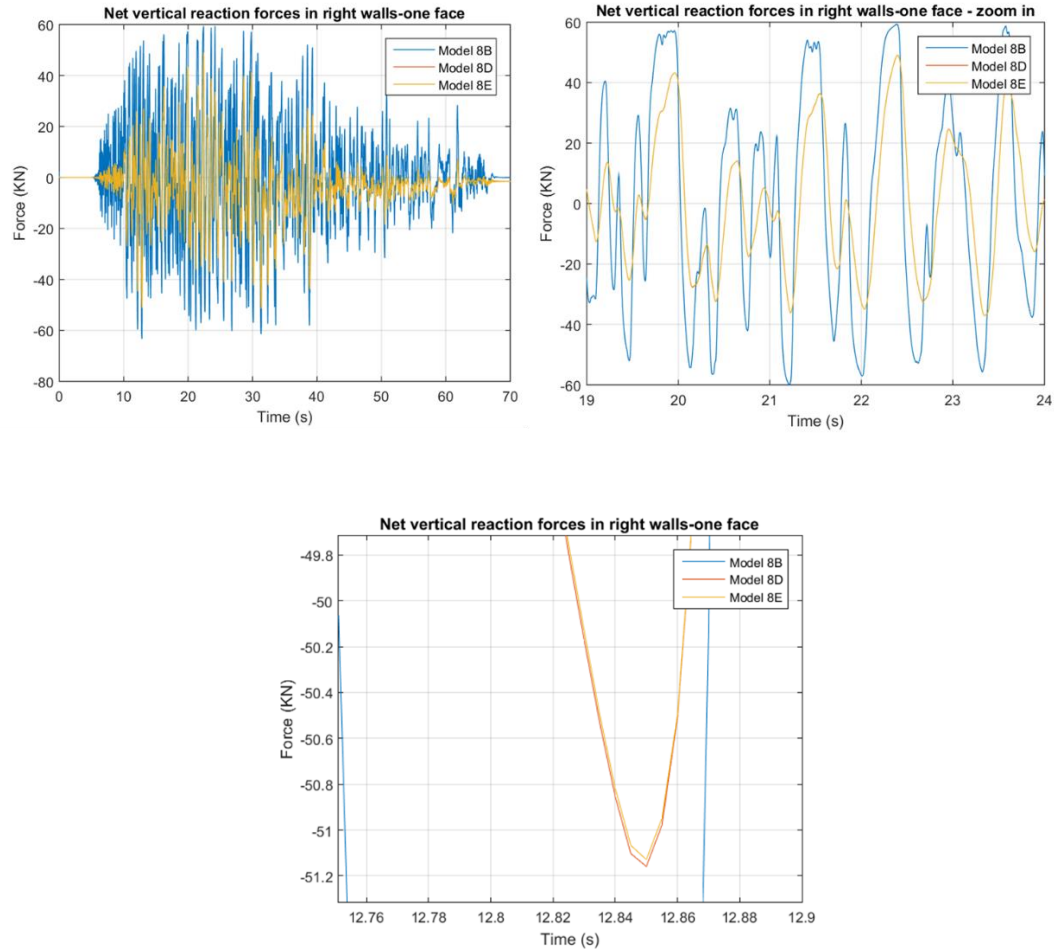 Net vertical reaction forces in right walls-one face
60
40
20
0
-20
-40
-60
-80
Force (KN)
Model 8B
Model 8D
Model 8E
0 10 20 30 40 50 60 70
Time (s)
Net vertical reaction forces in right walls-one face - zoom in
60
40
20
0
-20
-40
-60
Force (KN)
Model 8B
Model 8D
Model 8E
19 20 21 22 23 24
Time (s)
Net vertical reaction forces in right walls-one face
-49.8
-50
-50.2
-50.4
-50.6
-50.8
-51
-51.2
Force (KN)
Model 8B
Model 8D
Model 8E
12.76 12.78 12.8 12.82 12.84 12.86 12.88 12.9
Time (s)